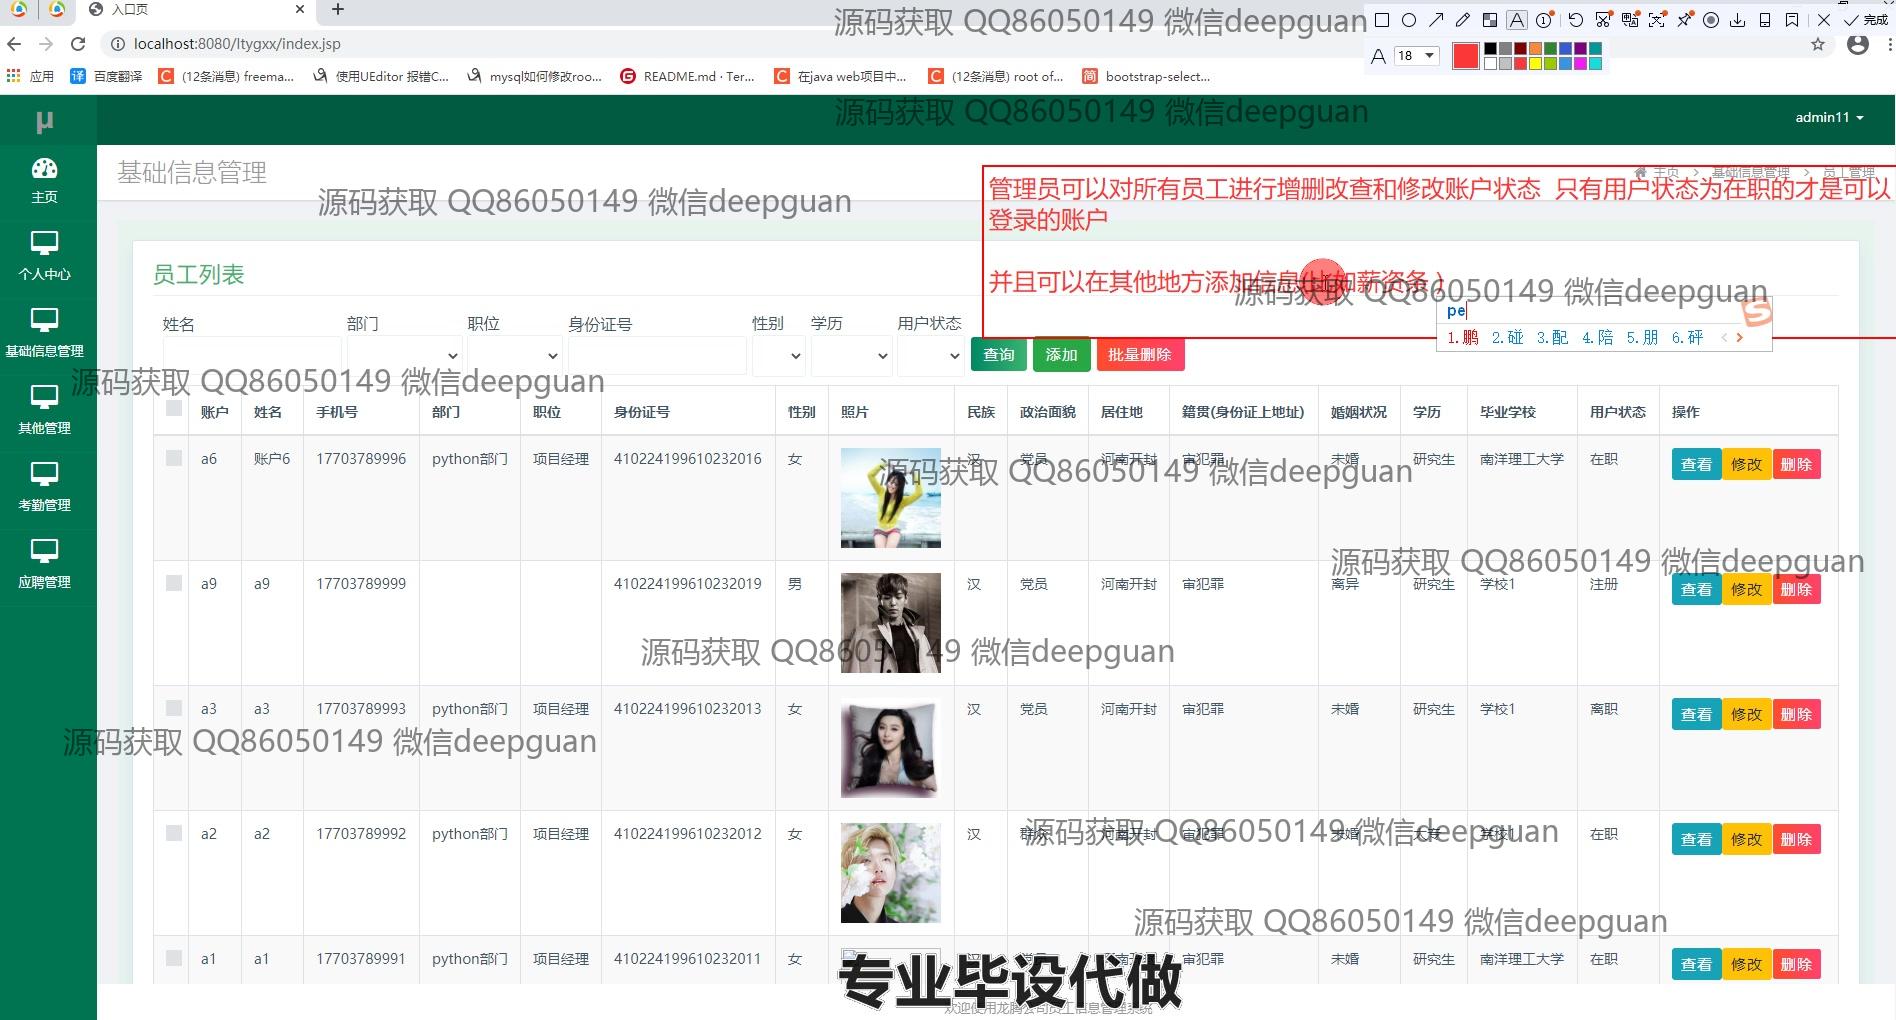 入口页
localhost:8080/ltygxx/index.jsp
完成
A 18
应用 百度翻译 (12条消息) freema... 使用UEditor 报错C... mysql如何修改roo... README.md · Ter... 在java web项目中... (12条消息) root of... bootstrap-select...
源码获取 QQ86050149 微信deepguan
源码获取 QQ86050149 微信deepguan
μ
admin11
主页
个人中心
基础信息管理
其他管理
考勤管理
应聘管理
基础信息管理
主页 > 基础信息管理 > 员工管理
源码获取 QQ86050149 微信deepguan
管理员可以对所有员工进行增删改查和修改账户状态 只有用户状态为在职的才是可以
登录的账户
并且可以在其他地方添加信息(比如薪资条)
源码获取 QQ86050149 微信deepguan
pe
1.鹏 2.碰 3.配 4.陪 5.朋 6.砰
员工列表
姓名 部门 职位 身份证号 性别 学历 用户状态
查询 添加 批量删除
源码获取 QQ86050149 微信deepguan
账户 姓名 手机号 部门 职位 身份证号 性别 照片 民族 政治面貌 居住地 籍贯(身份证上地址) 婚姻状况 学历 毕业学校 用户状态 操作
a6 账户6 17703789996 python部门 项目经理 410224199610232016 女 汉 党员 河南开封 审犯罪 未婚 研究生 南洋理工大学 在职 查看 修改 删除
源码获取 QQ86050149 微信deepguan
源码获取 QQ86050149 微信deepguan
a9 a9 17703789999 410224199610232019 男 汉 党员 河南开封 审犯罪 离异 研究生 学校1 注册 查看 修改 删除
源码获取 QQ86050149 微信deepguan
a3 a3 17703789993 python部门 项目经理 410224199610232013 女 汉 党员 河南开封 审犯罪 未婚 研究生 学校1 离职 查看 修改 删除
源码获取 QQ86050149 微信deepguan
a2 a2 17703789992 python部门 项目经理 410224199610232012 女 汉 群众 河南开封 审犯罪 未婚 大专 学校1 在职 查看 修改 删除
源码获取 QQ86050149 微信deepguan
源码获取 QQ86050149 微信deepguan
a1 a1 17703789991 python部门 项目经理 410224199610232011 女 汉 党员 河南开封 审犯罪 未婚 研究生 南洋理工大学 在职 查看 修改 删除
专业毕设代做
欢迎使用龙腾公司员工信息管理系统